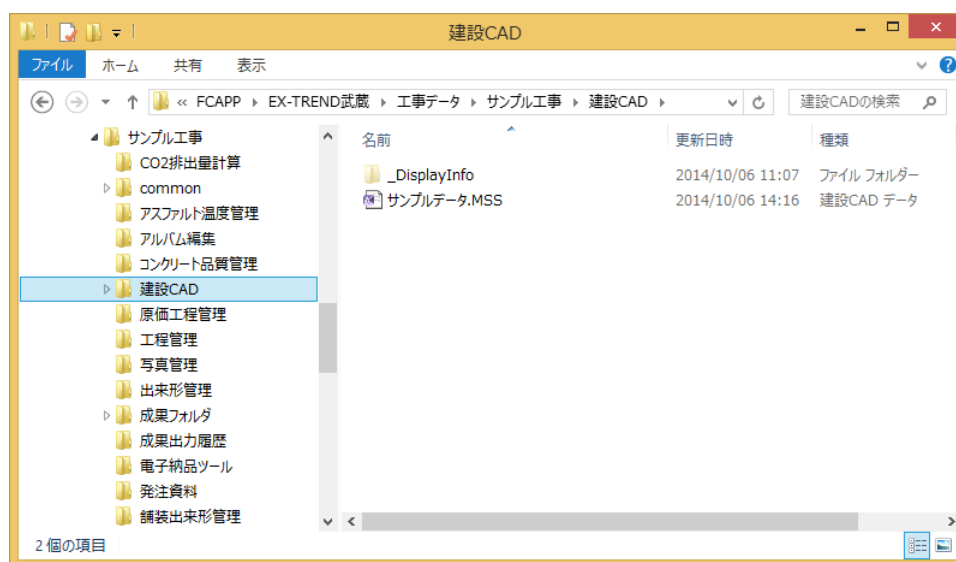 建設CAD
ファイル ホーム 共有 表示
« FCAPP ▸ EX-TREND武蔵 ▸ 工事データ ▸ サンプル工事 ▸ 建設CAD ▸ 建設CADの検索
サンプル工事
CO2排出量計算
common
アスファルト温度管理
アルバム編集
コンクリート品質管理
建設CAD
原価工程管理
工程管理
写真管理
出来形管理
成果フォルダ
成果出力履歴
電子納品ツール
発注資料
舗装出来形管理
名前 更新日時 種類
_DisplayInfo 2014/10/06 11:07 ファイル フォルダー
サンプルデータ.MSS 2014/10/06 14:16 建設CAD データ
2 個の項目